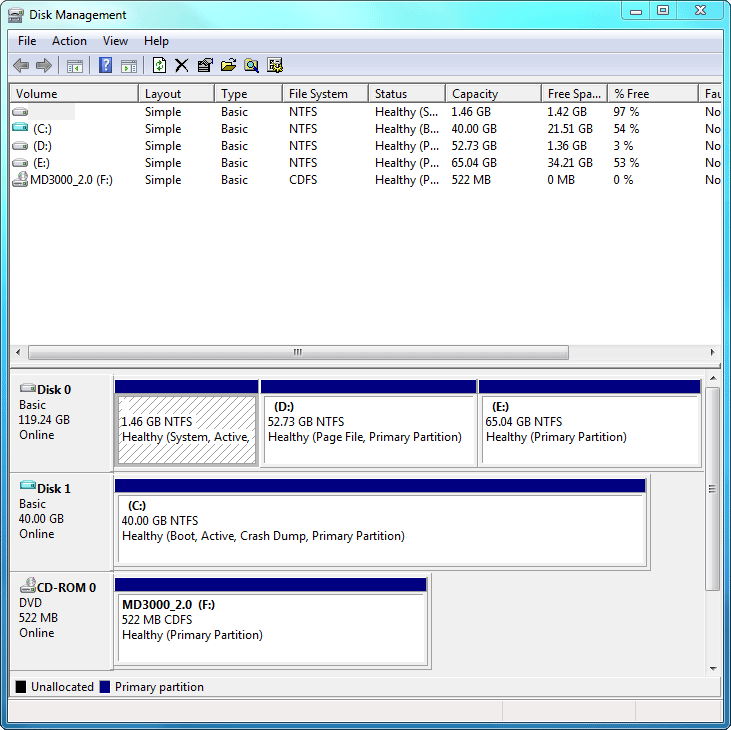 Disk Management
File Action View Help
Volume Layout Type File System Status Capacity Free Spa... % Free Fau
Simple Basic NTFS Healthy (S... 1.46 GB 1.42 GB 97 % No
(C:) Simple Basic NTFS Healthy (B... 40.00 GB 21.51 GB 54 % No
(D:) Simple Basic NTFS Healthy (P... 52.73 GB 1.36 GB 3 % No
(E:) Simple Basic NTFS Healthy (P... 65.04 GB 34.21 GB 53 % No
MD3000_2.0 (F:) Simple Basic CDFS Healthy (P... 522 MB 0 MB 0 % No
Disk 0
Basic
119.24 GB
Online
1.46 GB NTFS
Healthy (System, Active,
(D:)
52.73 GB NTFS
Healthy (Page File, Primary Partition)
(E:)
65.04 GB NTFS
Healthy (Primary Partition)
Disk 1
Basic
40.00 GB
Online
(C:)
40.00 GB NTFS
Healthy (Boot, Active, Crash Dump, Primary Partition)
CD-ROM 0
DVD
522 MB
Online
MD3000_2.0 (F:)
522 MB CDFS
Healthy (Primary Partition)
Unallocated Primary partition